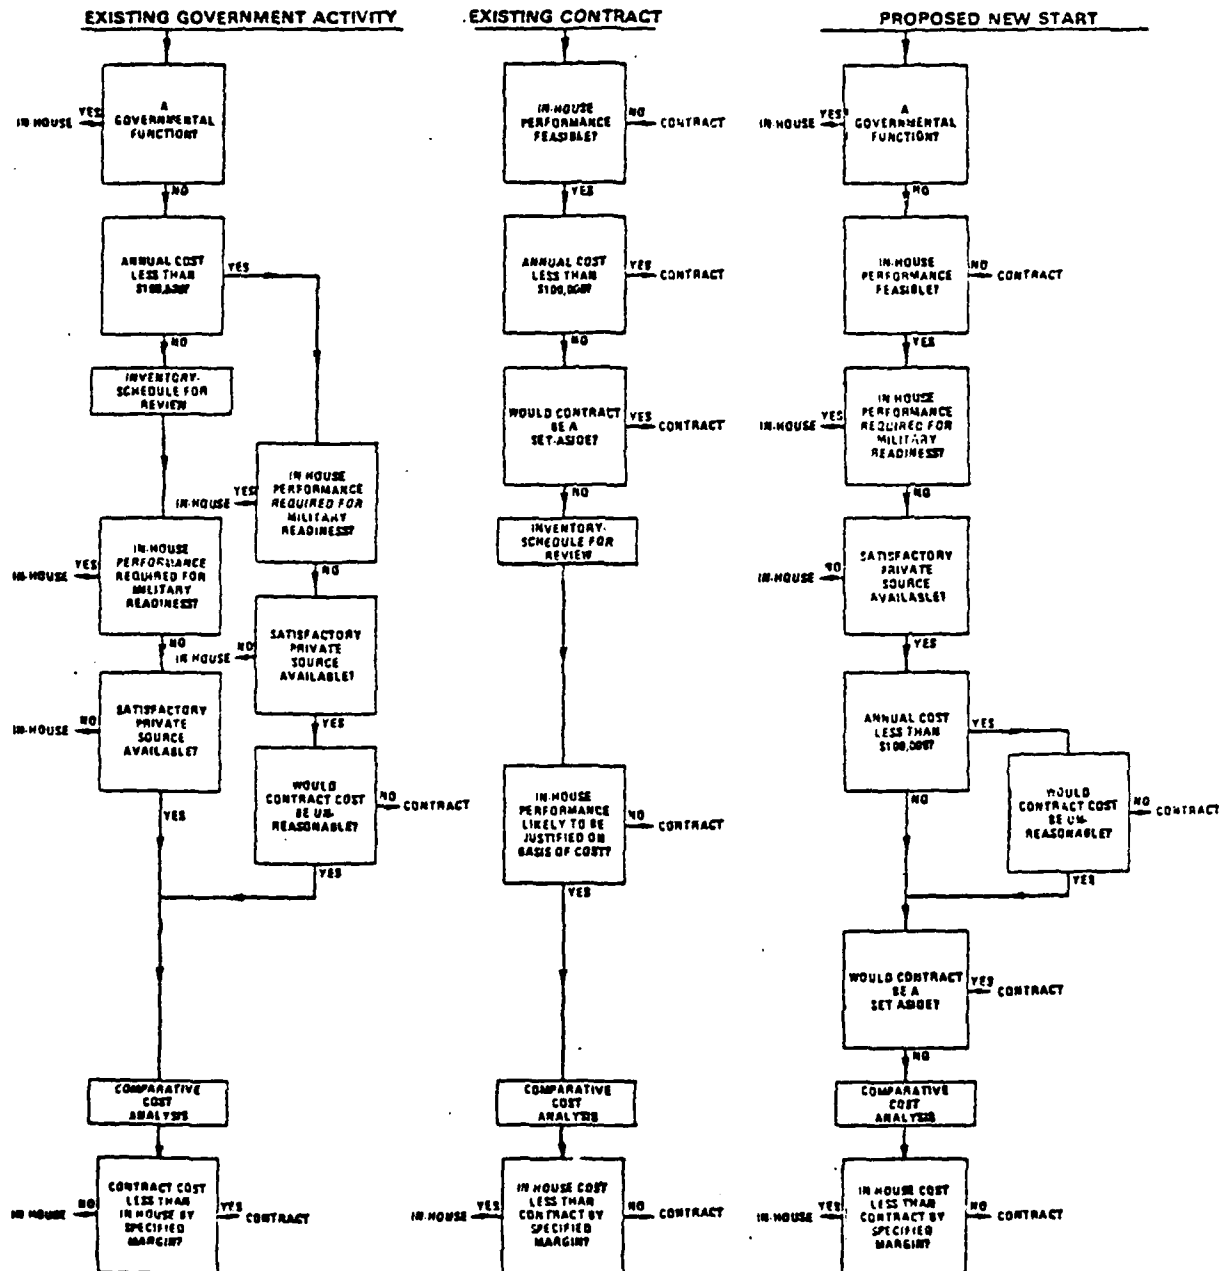 EXISTING GOVERNMENT ACTIVITY
A
GOVERNMENTAL
FUNCTION?
YES
IN-HOUSE
NO
ANNUAL COST
LESS THAN
YES
NO
INVENTORY-
SCHEDULE FOR
REVIEW
IN-HOUSE
PERFORMANCE
REQUIRED FOR
MILITARY
READINESS?
YES
IN-HOUSE
NO
SATISFACTORY
PRIVATE
SOURCE
AVAILABLE?
NO
IN-HOUSE
YES
IN HOUSE
PERFORMANCE
REQUIRED FOR
MILITARY
READINESS?
YES
IN-HOUSE
NO
SATISFACTORY
PRIVATE
SOURCE
AVAILABLE?
NO
IN HOUSE
YES
WOULD
CONTRACT COST
BE UN-
REASONABLE?
NO
CONTRACT
YES
COMPARATIVE
COST
ANALYSIS
CONTRACT COST
LESS THAN
IN HOUSE BY
SPECIFIED
MARGIN?
NO
IN HOUSE
YES
CONTRACT
EXISTING CONTRACT
IN-HOUSE
PERFORMANCE
FEASIBLE?
NO
CONTRACT
YES
ANNUAL COST
LESS THAN
YES
CONTRACT
NO
WOULD CONTRACT
BE A
SET-ASIDE?
YES
CONTRACT
NO
INVENTORY-
SCHEDULE FOR
REVIEW
IN-HOUSE
PERFORMANCE
LIKELY TO BE
JUSTIFIED ON
BASIS OF COST?
NO
CONTRACT
YES
COMPARATIVE
COST
ANALYSIS
IN HOUSE COST
LESS THAN
CONTRACT BY
SPECIFIED
MARGIN?
YES
IN-HOUSE
NO
CONTRACT
PROPOSED NEW START
A
GOVERNMENTAL
FUNCTION?
YES
IN-HOUSE
NO
IN-HOUSE
PERFORMANCE
FEASIBLE?
NO
CONTRACT
YES
IN HOUSE
PERFORMANCE
REQUIRED FOR
MILITARY
READINESS?
YES
IN-HOUSE
NO
SATISFACTORY
PRIVATE
SOURCE
AVAILABLE?
NO
IN-HOUSE
YES
ANNUAL COST
LESS THAN
YES
NO
WOULD
CONTRACT COST
BE UN-
REASONABLE?
NO
CONTRACT
YES
WOULD CONTRACT
BE A
SET ASIDE?
YES
CONTRACT
NO
COMPARATIVE
COST
ANALYSIS
IN HOUSE COST
LESS THAN
CONTRACT BY
SPECIFIED
MARGIN?
YES
IN-HOUSE
NO
CONTRACT